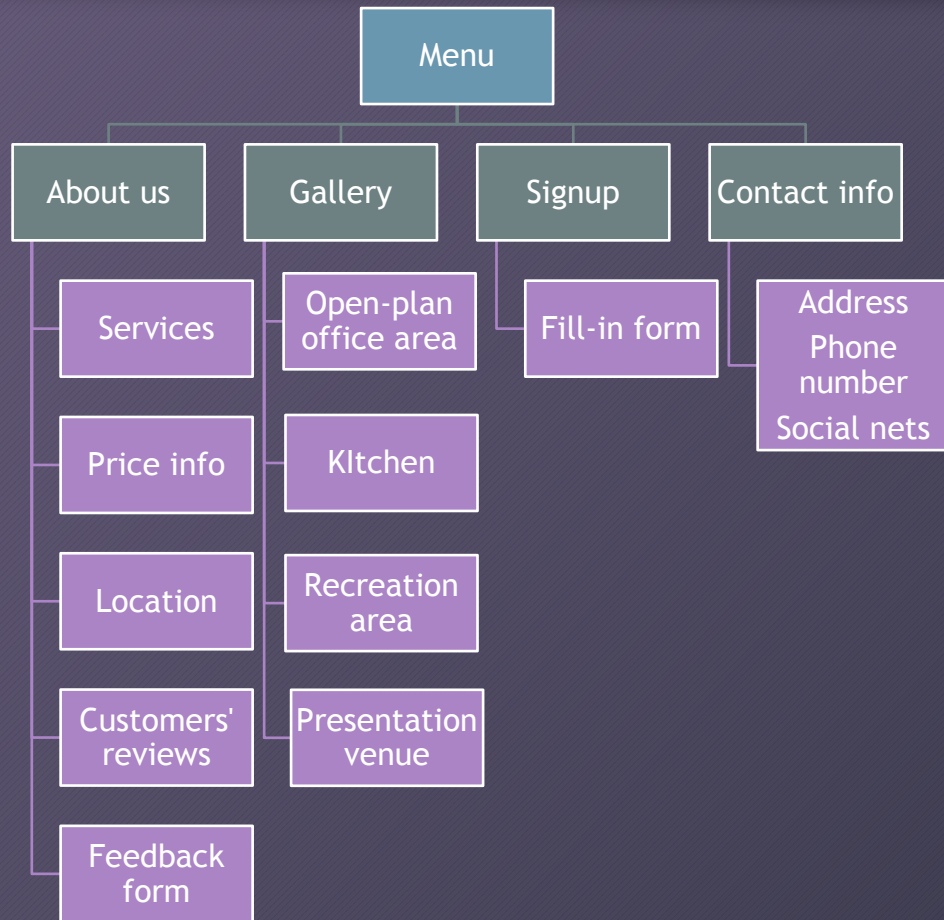 Menu
About us
Gallery
Signup
Contact info
Services
Price info
Location
Customers'
reviews
Feedback
form
Open-plan
office area
KItchen
Recreation
area
Presentation
venue
Fill-in form
Address
Phone
number
Social nets